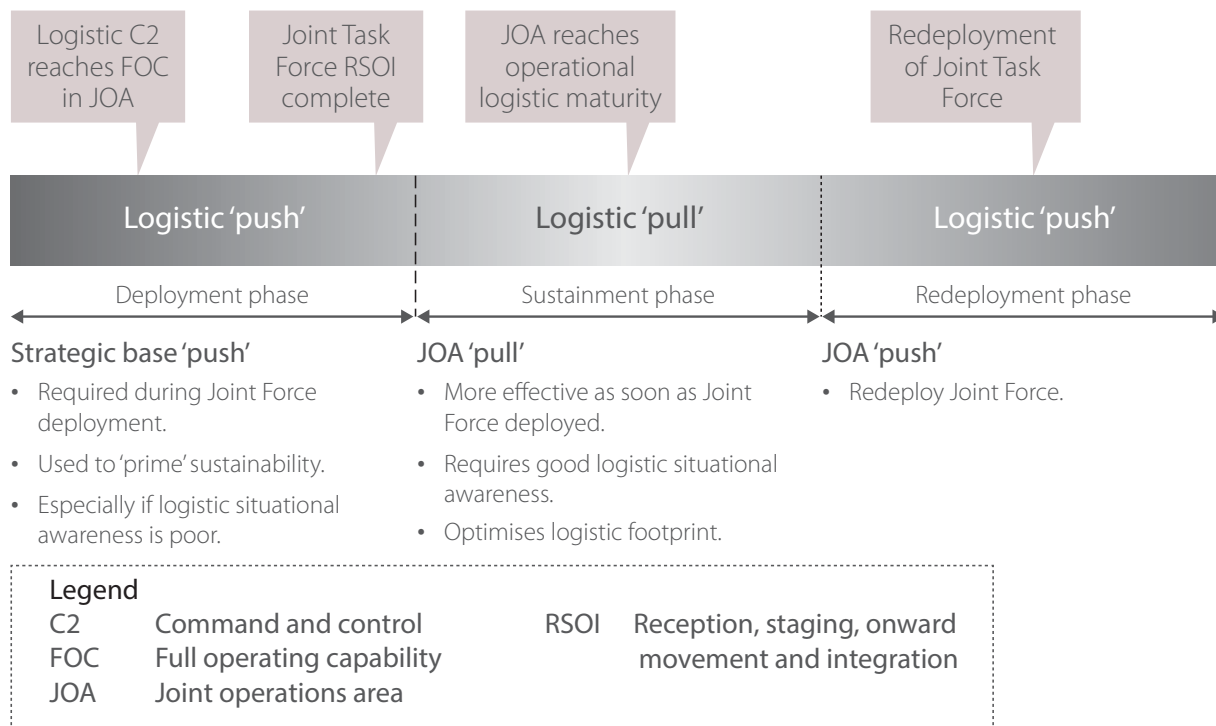 Logistic C2
reaches FOC
in JOA
Joint Task
Force RSOI
complete
JOA reaches
operational
logistic maturity
Redeployment
of Joint Task
Force
Logistic ‘push’
Logistic ‘pull’
Logistic ‘push’
Deployment phase
Sustainment phase
Redeployment phase
Strategic base ‘push’
• Required during Joint Force
deployment.
• Used to ‘prime’ sustainability.
• Especially if logistic situational
awareness is poor.
JOA ‘pull’
• More effective as soon as Joint
Force deployed.
• Requires good logistic situational
awareness.
• Optimises logistic footprint.
JOA ‘push’
• Redeploy Joint Force.
Legend
C2 Command and control
FOC Full operating capability
JOA Joint operations area
RSOI Reception, staging, onward
movement and integration